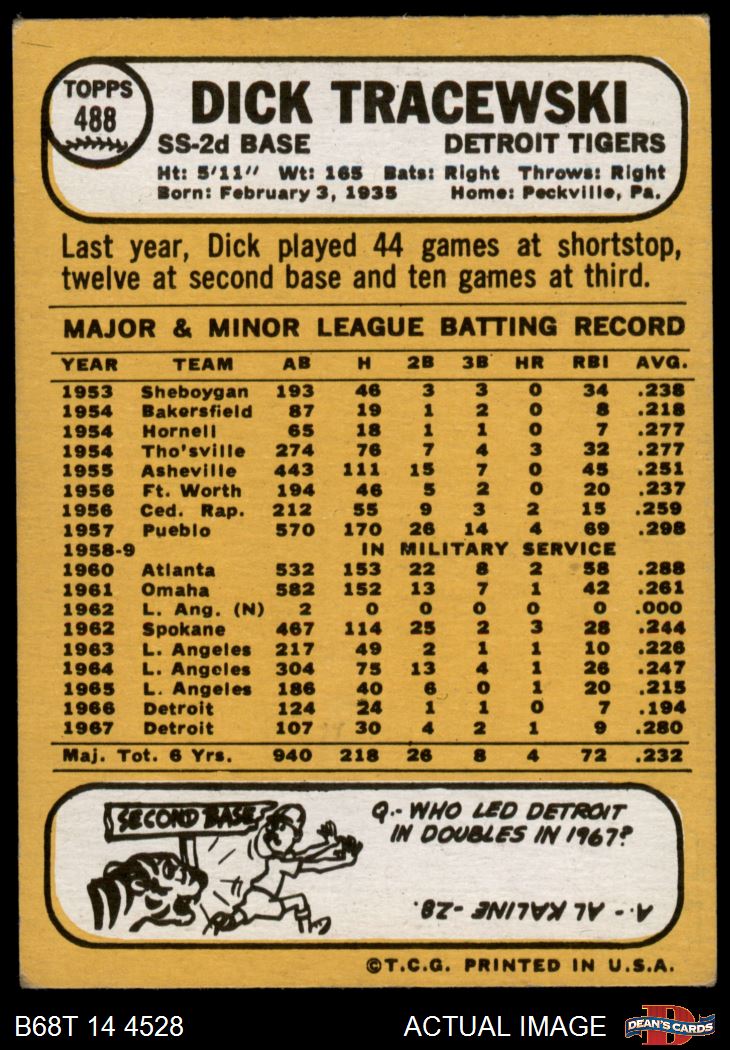 TOPPS
488
DICK TRACEWSKI
SS-2d BASE DETROIT TIGERS
Ht: 5'11" Wt: 165 Bats: Right Throws: Right
Born: February 3, 1935 Home: Peckville, Pa.
Last year, Dick played 44 games at shortstop,
twelve at second base and ten games at third.
MAJOR & MINOR LEAGUE BATTING RECORD
YEAR TEAM AB H 2B 3B HR RBI AVG.
1953 Sheboygan 193 46 3 3 0 34 .238
1954 Bakersfield 87 19 1 2 0 8 .218
1954 Hornell 65 18 1 1 0 7 .277
1954 Tho'sville 274 76 7 4 3 32 .277
1955 Asheville 443 111 15 7 0 45 .251
1956 Ft. Worth 194 46 5 2 0 20 .237
1956 Ced. Rap. 212 55 9 3 2 15 .259
1957 Pueblo 570 170 26 14 4 69 .298
1958-9 IN MILITARY SERVICE
1960 Atlanta 532 153 22 8 2 58 .288
1961 Omaha 582 152 13 7 1 42 .261
1962 L. Ang. (N) 2 0 0 0 0 0 .000
1962 Spokane 467 114 25 2 3 28 .244
1963 L. Angeles 217 49 2 1 1 10 .226
1964 L. Angeles 304 75 13 4 1 26 .247
1965 L. Angeles 186 40 6 0 1 20 .215
1966 Detroit 124 24 1 1 0 7 .194
1967 Detroit 107 30 4 2 1 9 .280
Maj. Tot. 6 Yrs. 940 218 26 8 4 72 .232
SECOND BASE
Q.- WHO LED DETROIT
IN DOUBLES IN 1967?
A.- AL KALINE -28.
©T.C.G. PRINTED IN U.S.A.
B68T 14 4528 ACTUAL IMAGE
D
DEAN'S CARDS